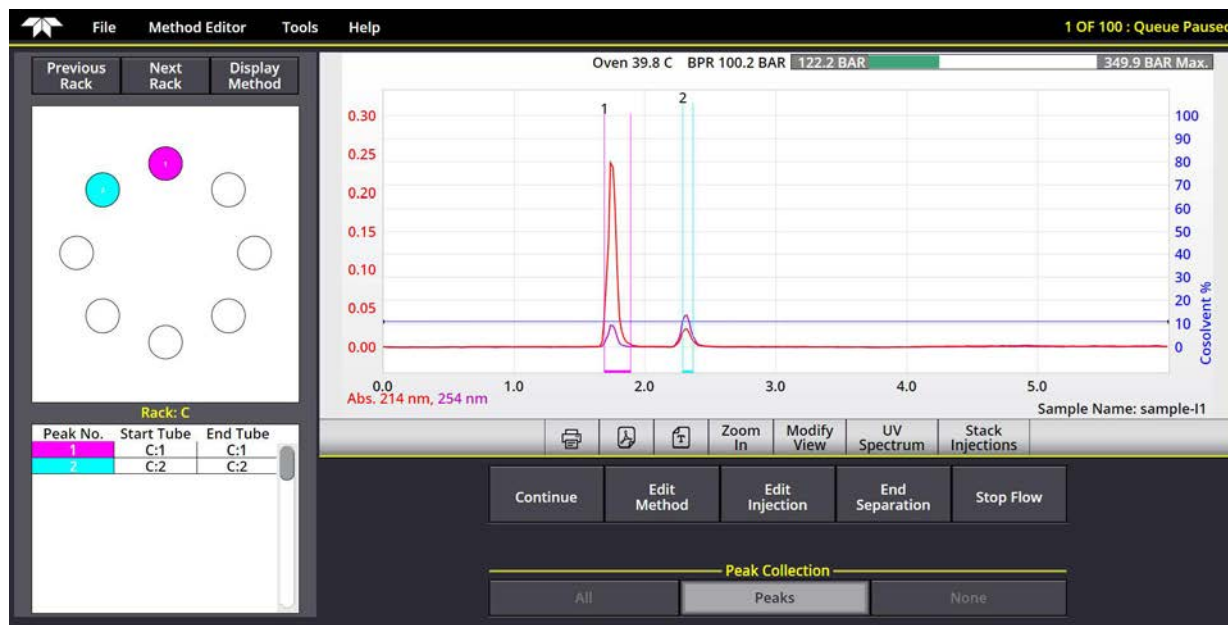 File Method Editor Tools Help 1 OF 100 : Queue Paused
Previous Rack
Next Rack
Display Method
Rack: C
Peak No. Start Tube End Tube
1 C:1 C:1
2 C:2 C:2
Oven 39.8 C BPR 100.2 BAR 122.2 BAR 349.9 BAR Max.
1 2
0.30
0.25
0.20
0.15
0.10
0.05
0.00
100
90
80
70
60
50
40
30
20
10
0
Cosolvent %
0.0 1.0 2.0 3.0 4.0 5.0
Abs. 214 nm, 254 nm
Sample Name: sample-I1
Zoom In
Modify View
UV Spectrum
Stack Injections
Continue
Edit Method
Edit Injection
End Separation
Stop Flow
Peak Collection
All Peaks None